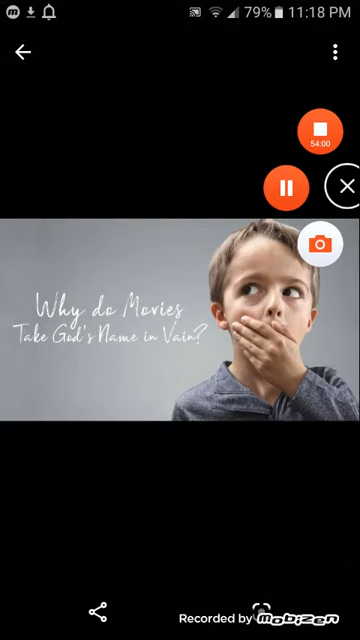 79% 11:18 PM
54:00
Why do Movies
Take God's Name in Vain?
Recorded by mobizen